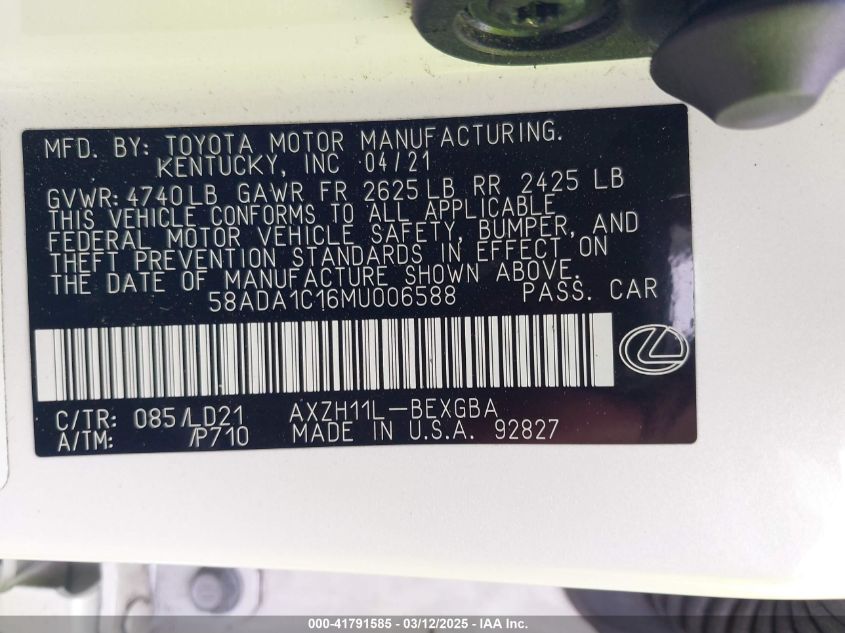 MFD. BY: TOYOTA MOTOR MANUFACTURING.
KENTUCKY, INC 04/21
GVWR: 4740LB GAWR FR 2625LB RR 2425 LB
THIS VEHICLE CONFORMS TO ALL APPLICABLE
FEDERAL MOTOR VEHICLE SAFETY, BUMPER, AND
THEFT PREVENTION STANDARDS IN EFFECT ON
THE DATE OF MANUFACTURE SHOWN ABOVE.
58ADA1C16MU006588 PASS. CAR
C/TR: 085/LD21 AXZH11L-BEXGBA
A/TM: /P710 MADE IN U.S.A. 92827
000-41791585 - 03/12/2025 - IAA Inc.